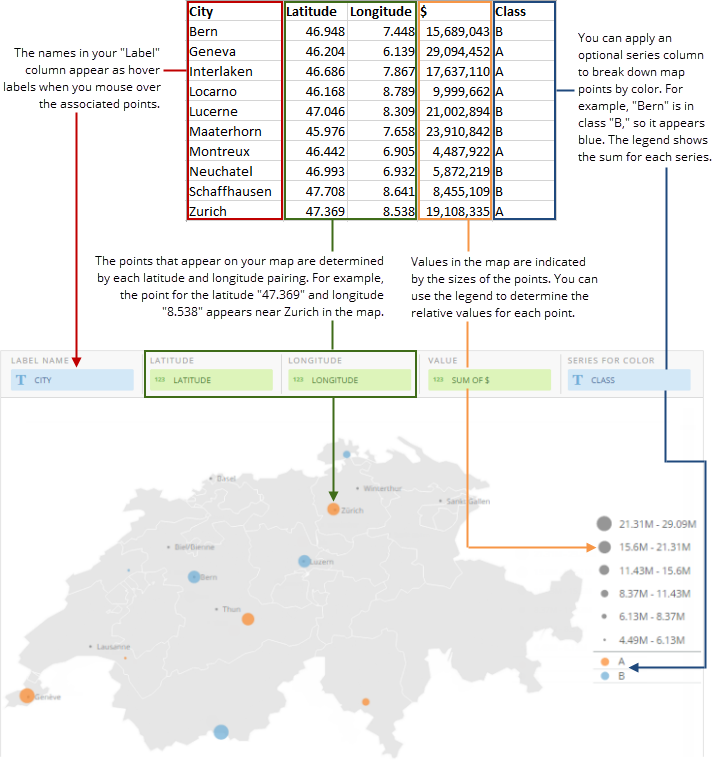 City Latitude Longitude $ Class
Bern 46.948 7.448 15,689,043 B
Geneva 46.204 6.139 29,094,452 A
Interlaken 46.686 7.867 17,637,110 A
Locarno 46.168 8.789 9,999,662 A
Lucerne 47.046 8.309 21,002,894 B
Maaterhorn 45.976 7.658 23,910,842 B
Montreux 46.442 6.905 4,487,922 A
Neuchatel 46.993 6.932 5,872,219 B
Schaffhausen 47.708 8.641 8,455,109 B
Zurich 47.369 8.538 19,108,335 A
The names in your "Label"
column appear as hover
labels when you mouse over
the associated points.
You can apply an
optional series column
to break down map
points by color. For
example, "Bern" is in
class "B," so it appears
blue. The legend shows
the sum for each series.
The points that appear on your map are determined
by each latitude and longitude pairing. For example,
the point for the latitude "47.369" and longitude
"8.538" appears near Zurich in the map.
Values in the map are indicated
by the sizes of the points. You can
use the legend to determine the
relative values for each point.
LABEL NAME LATITUDE LONGITUDE VALUE SERIES FOR COLOR
T CITY 123 LATITUDE 123 LONGITUDE 123 SUM OF $ T CLASS
Basel
Winterthur
Sankt Gallen
Zürich
Biel/Bienne
Luzern
Bern
Thun
Lausanne
Genève
21.31M - 29.09M
15.6M - 21.31M
11.43M - 15.6M
8.37M - 11.43M
6.13M - 8.37M
4.49M - 6.13M
A
B